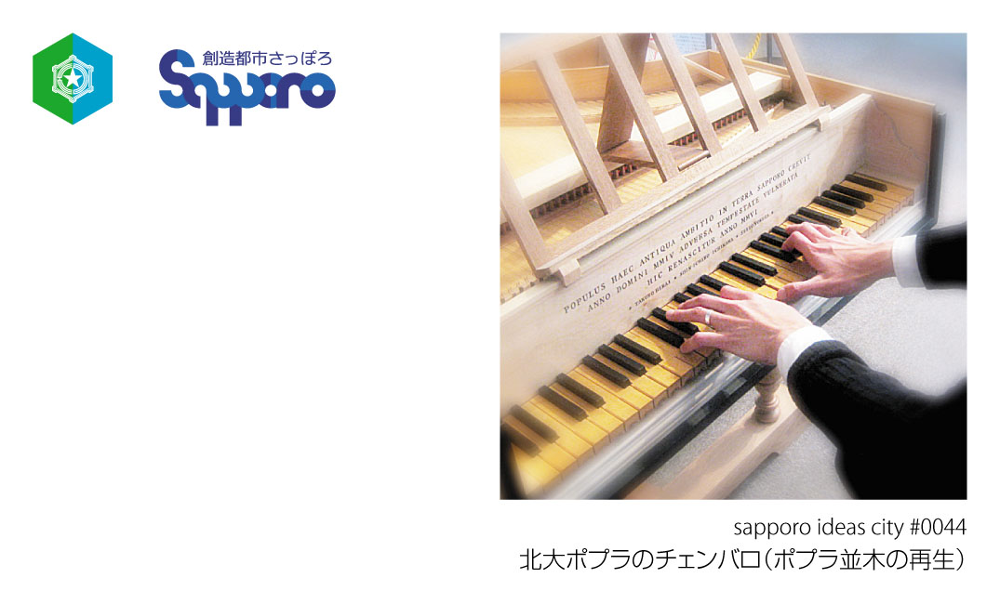 創造都市さっぽろ
Sapporo
POPULUS HAEC ANTIQUA AMBITIO IN TERRA SAPPORO CREVIT
ANNO DOMINI MMIV ADVERSA TEMPESTATE VULNERATA
HIC RENASCITUR ANNO MMVI
sapporo ideas city #0044
北大ポプラのチェンバロ（ポプラ並木の再生）